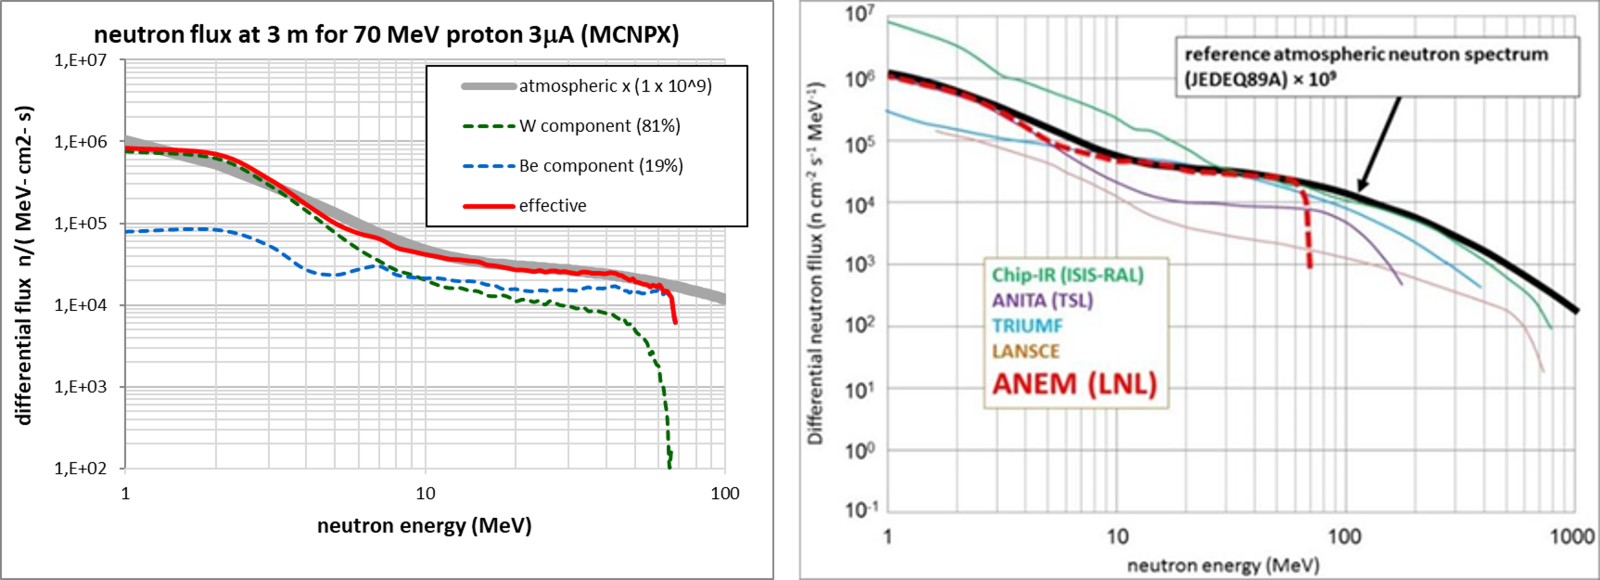 neutron flux at 3 m for 70 MeV proton 3μA (MCNPX)
differential flux n/( MeV- cm2- s)
1,E+07
1,E+06
1,E+05
1,E+04
1,E+03
1,E+02
atmospheric x (1 x 10^9)
W component (81%)
Be component (19%)
effective
1
10
100
neutron energy (MeV)
Differential neutron fllux (n cm⁻² s⁻¹ MeV⁻¹)
10⁷
10⁶
10⁵
10⁴
10³
10²
10¹
10⁰
10⁻¹
reference atmospheric neutron spectrum
(JEDEQ89A) × 10⁹
Chip-IR (ISIS-RAL)
ANITA (TSL)
TRIUMF
LANSCE
ANEM (LNL)
1
10
100
1000
neutron energy (MeV)